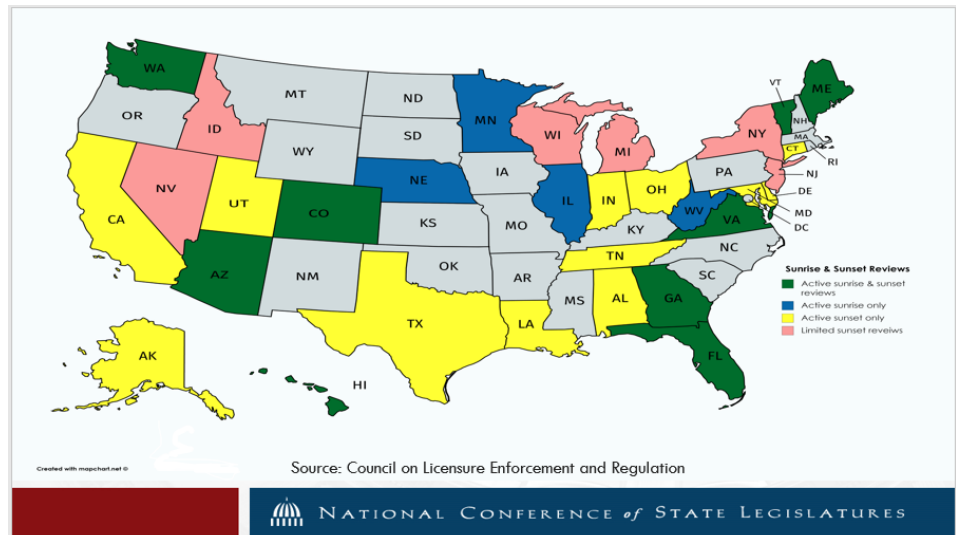 WA
MT
ND
MN
VT
ME
OR
ID
SD
WI
NH
MA
NY
MI
WY
CT
RI
IA
PA
NJ
NV
NE
OH
DE
UT
IL
IN
CA
CO
WV
MD
VA
KS
MO
KY
DC
NC
TN
OK
AZ
NM
AR
SC
MS
AL
GA
TX
LA
FL
AK
HI
Sunrise & Sunset Reviews
Active sunrise & sunset
reviews
Active sunrise only
Active sunset only
Limited sunset reveiws
Created with mapchart.net ©
Source: Council on Licensure Enforcement and Regulation
NATIONAL CONFERENCE of STATE LEGISLATURES